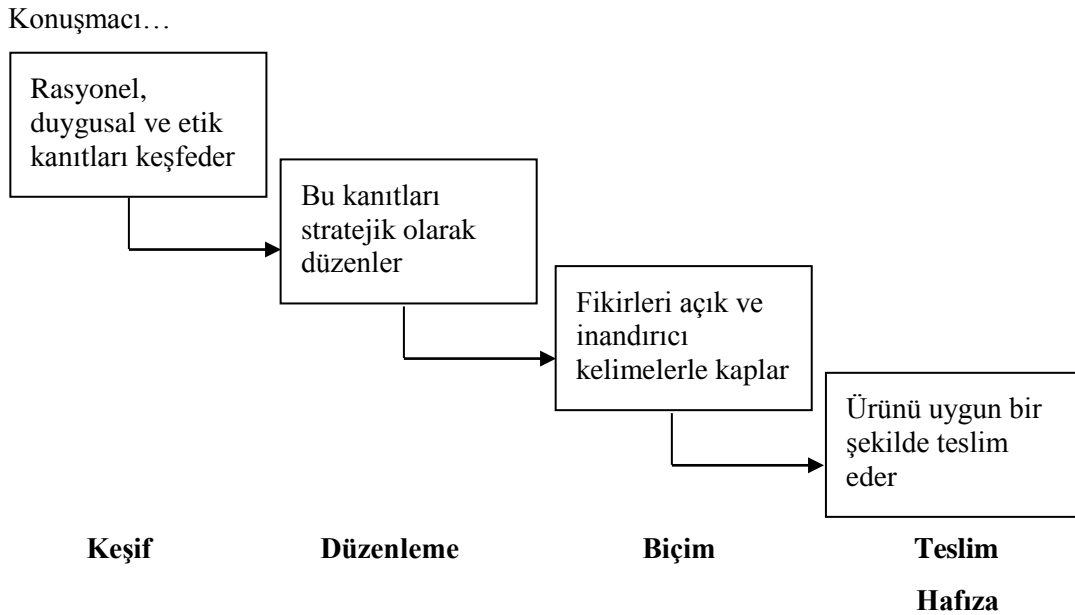 Konuşmacı…
Rasyonel,
duygusal ve etik
kanıtları keşfeder
Bu kanıtları
stratejik olarak
düzenler
Fikirleri açık ve
inandırıcı
kelimelerle kaplar
Ürünü uygun bir
şekilde teslim
eder
Keşif
Düzenleme
Biçim
Teslim
Hafıza